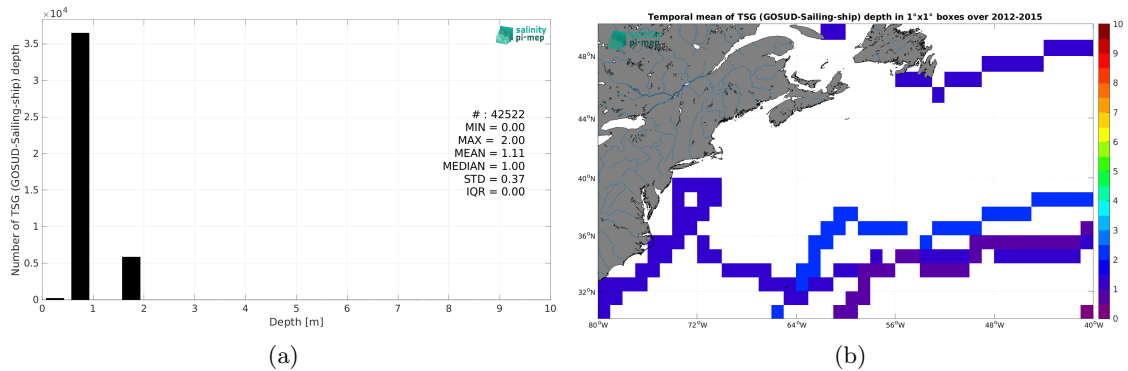 ×10⁴
3.5
3
2.5
2
1.5
1
0.5
0
0 1 2 3 4 5 6 7 8 9 10
Number of TSG (GOSUD-Sailing-ship) depth
Depth [m]
salinity
pi-mep
# : 42522
MIN = 0.00
MAX = 2.00
MEAN = 1.11
MEDIAN = 1.00
STD = 0.37
IQR = 0.00
(a)
Temporal mean of TSG (GOSUD-Sailing-ship) depth in 1°x1° boxes over 2012-2015
salinity
pi-mep
48°N
44°N
40°N
36°N
32°N
80°W 72°W 64°W 56°W 48°W 40°W
10
9
8
7
6
5
4
3
2
1
0
(b)